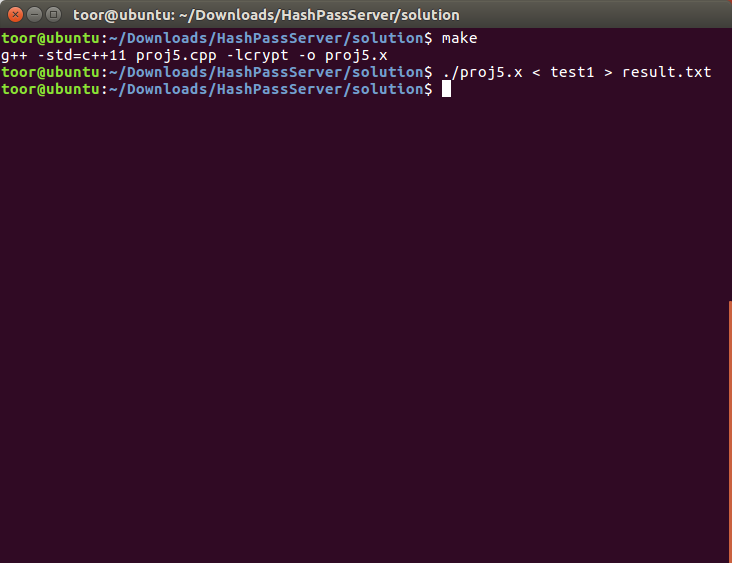 toor@ubuntu: ~/Downloads/HashPassServer/solution
toor@ubuntu:~/Downloads/HashPassServer/solution$ make
g++ -std=c++11 proj5.cpp -lcrypt -o proj5.x
toor@ubuntu:~/Downloads/HashPassServer/solution$ ./proj5.x < test1 > result.txt
toor@ubuntu:~/Downloads/HashPassServer/solution$